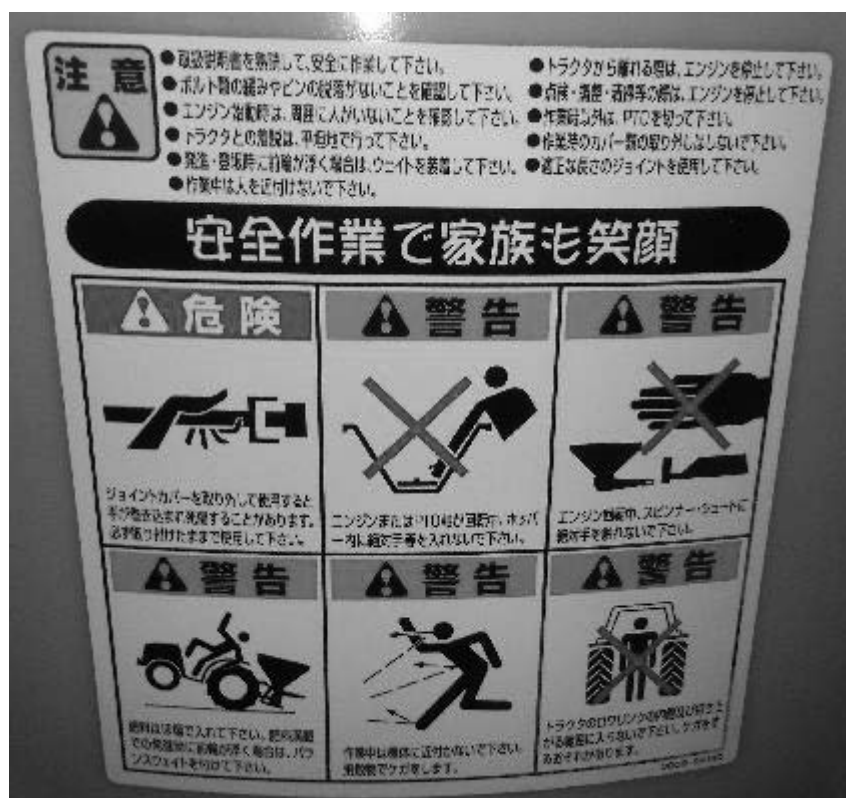 注意
●取扱説明書を熟読して、安全に作業して下さい。
●ボルト類の緩みやピンの脱落がないことを確認して下さい。
●エンジン始動時は、周囲に人がいないことを確認して下さい。
●トラクタとの着脱は、平坦地で行って下さい。
●発進・登坂時に前輪が浮く場合は、ウェイトを装着して下さい。
●作業中は人を近付けないで下さい。
●トラクタから離れる際は、エンジンを停止して下さい。
●点検・調整・清掃等の際は、エンジンを停止して下さい。
●作業時以外は、PTOを切って下さい。
●作業時のカバー類の取り外しはしないで下さい。
●適正な長さのジョイントを使用して下さい。
安全作業で家族も笑顔
危険
ジョイントカバーを取り外して使用すると
手が巻き込まれ死傷することがあります。
必ず取り付けたままで使用して下さい。
警告
エンジンまたはPTO軸が回転中、ホッパ
ー内に絶対手等を入れないで下さい。
警告
エンジン回転中、スピンナー・シュートに
絶対手を触れないで下さい。
警告
肥料は圃場で入れて下さい。肥料満載
での発進時に前輪が浮く場合は、バラ
ンスウェイトを付けて下さい。
警告
作業中は機体に近付かないで下さい。
飛散物でケガをします。
警告
トラクタのロワリンクの内側及び持ち上
がる範囲に入らないで下さい。ケガをす
るおそれがあります。